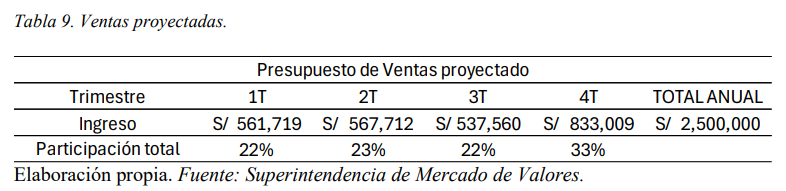 Tabla 9. Ventas proyectadas.
Presupuesto de Ventas proyectado
Trimestre 1T 2T 3T 4T TOTAL ANUAL
Ingreso S/ 561,719 S/ 567,712 S/ 537,560 S/ 833,009 S/ 2,500,000
Participación total 22% 23% 22% 33%
Elaboración propia. Fuente: Superintendencia de Mercado de Valores.